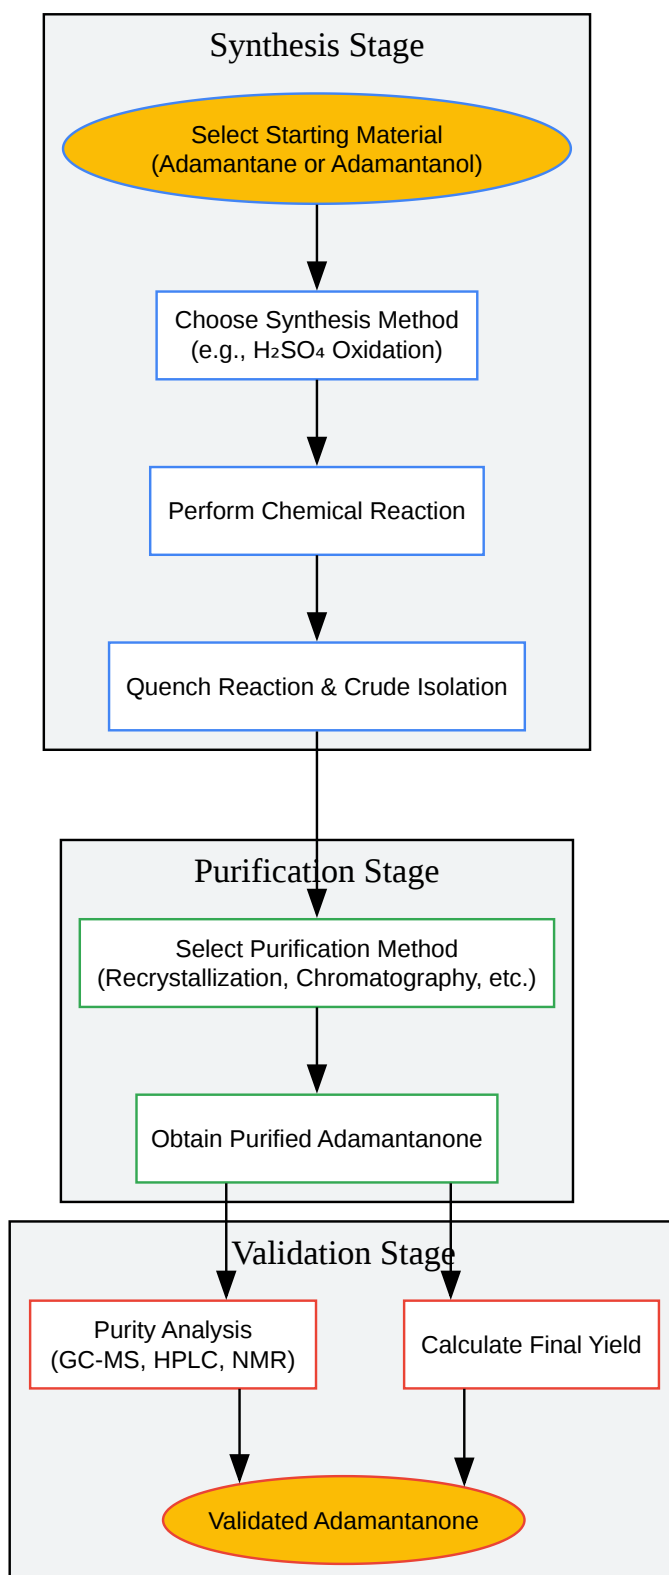 Synthesis Stage
Select Starting Material
(Adamantane or Adamantanol)
Choose Synthesis Method
(e.g., H₂SO₄ Oxidation)
Perform Chemical Reaction
Quench Reaction & Crude Isolation
Purification Stage
Select Purification Method
(Recrystallization, Chromatography, etc.)
Obtain Purified Adamantanone
Validation Stage
Purity Analysis
(GC-MS, HPLC, NMR)
Calculate Final Yield
Validated Adamantanone